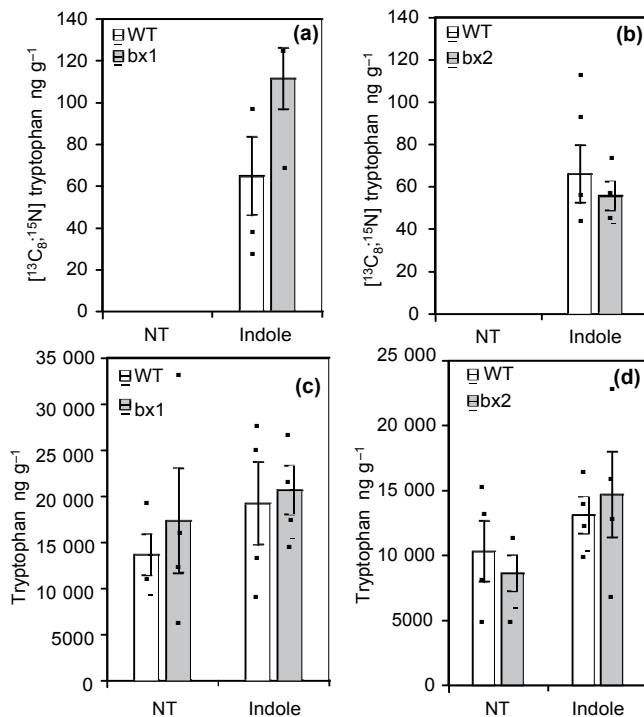 (a)
WT
bx1
[¹³C₈;¹⁵N] tryptophan ng g⁻¹
140
120
100
80
60
40
20
0
NT Indole
(b)
WT
bx2
[¹³C₈;¹⁵N] tryptophan ng g⁻¹
140
120
100
80
60
40
20
0
NT Indole
(c)
WT
bx1
Tryptophan ng g⁻¹
35 000
30 000
25 000
20 000
15 000
10 000
5000
0
NT Indole
(d)
WT
bx2
Tryptophan ng g⁻¹
25 000
20 000
15 000
10 000
5000
0
NT Indole